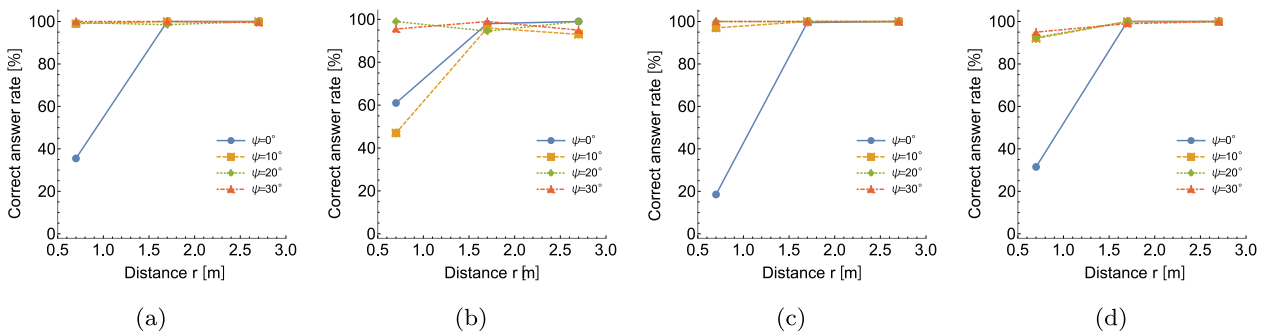 Correct answer rate [%]
100
80
60
40
20
0
ψ=0°
ψ=10°
ψ=20°
ψ=30°
0.5 1.0 1.5 2.0 2.5 3.0
Distance r [m]
(a)
Correct answer rate [%]
100
80
60
40
20
0
ψ=0°
ψ=10°
ψ=20°
ψ=30°
0.5 1.0 1.5 2.0 2.5 3.0
Distance r [m]
(b)
Correct answer rate [%]
100
80
60
40
20
0
ψ=0°
ψ=10°
ψ=20°
ψ=30°
0.5 1.0 1.5 2.0 2.5 3.0
Distance r [m]
(c)
Correct answer rate [%]
100
80
60
40
20
0
ψ=0°
ψ=10°
ψ=20°
ψ=30°
0.5 1.0 1.5 2.0 2.5 3.0
Distance r [m]
(d)